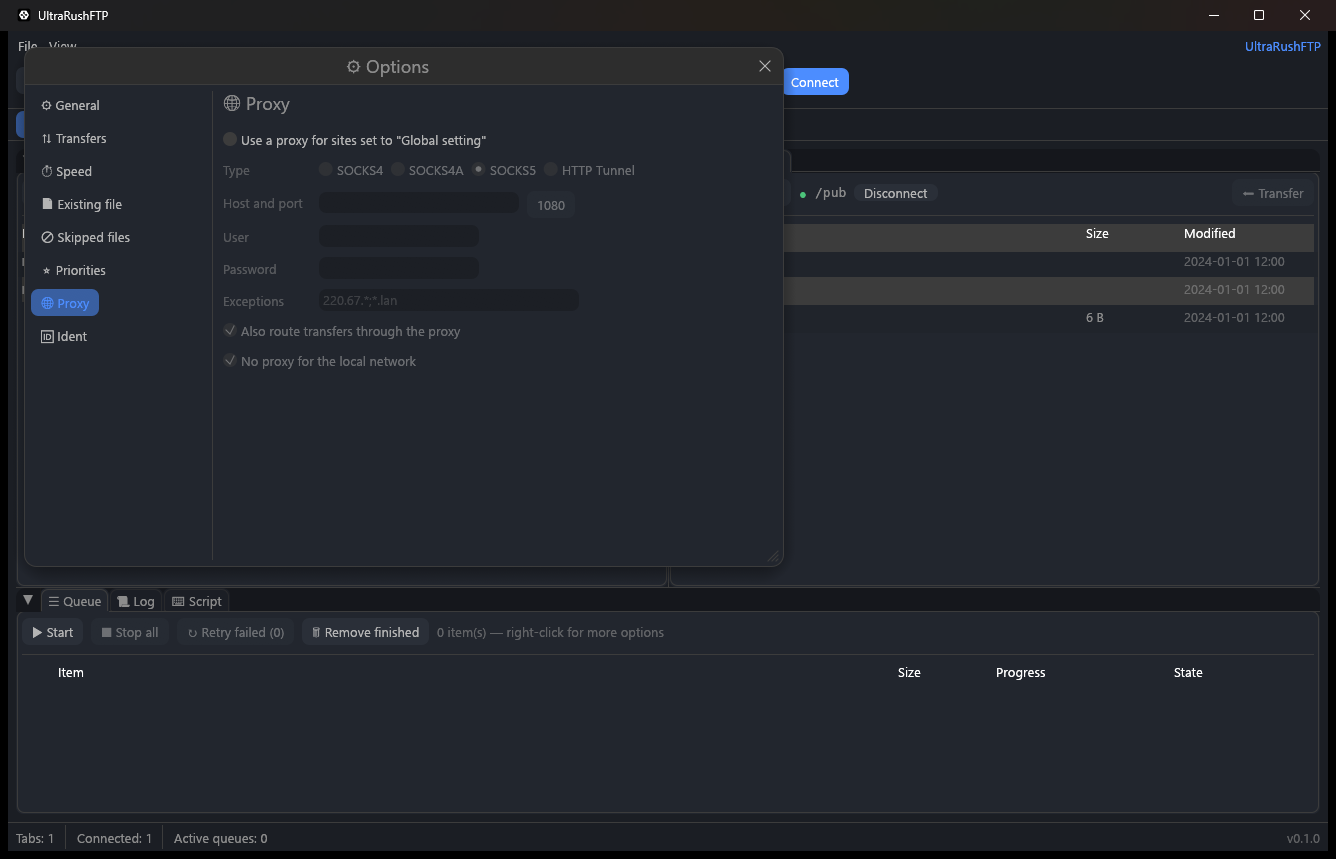 UltraRushFTP
File View
UltraRushFTP
Options
Connect
General
Transfers
Speed
Existing file
Skipped files
Priorities
Proxy
Ident
Proxy
Use a proxy for sites set to "Global setting"
Type SOCKS4 SOCKS4A SOCKS5 HTTP Tunnel
Host and port 1080
User
Password
Exceptions 220.67.*;*.lan
Also route transfers through the proxy
No proxy for the local network
/pub Disconnect Transfer
Size Modified
2024-01-01 12:00
2024-01-01 12:00
6 B 2024-01-01 12:00
Queue Log Script
Start Stop all Retry failed (0) Remove finished 0 item(s) — right-click for more options
Item Size Progress State
Tabs: 1 Connected: 1 Active queues: 0 v0.1.0